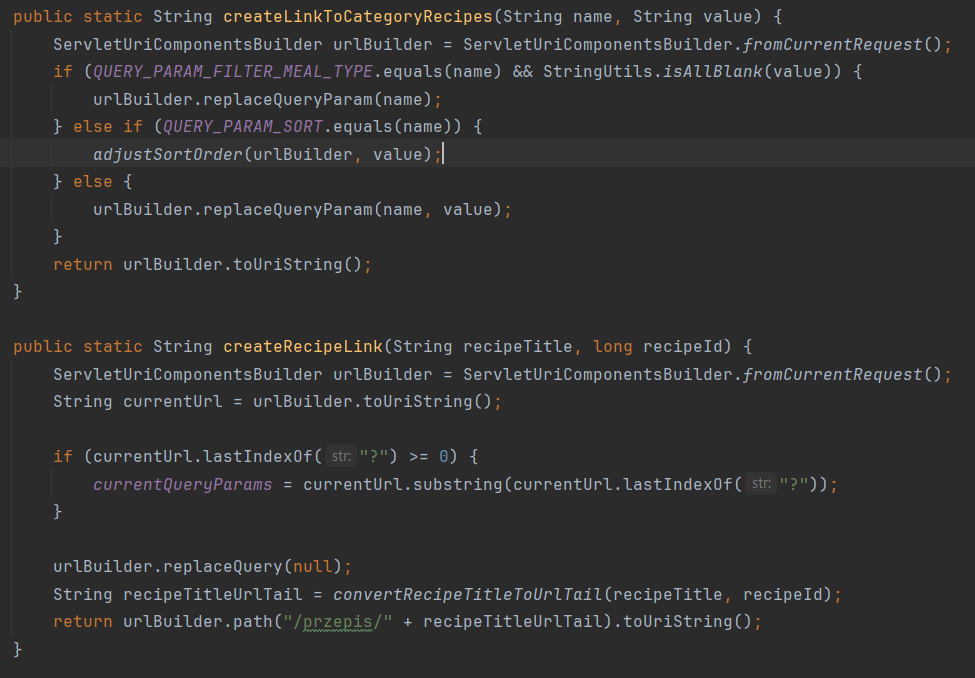 public static String createLinkToCategoryRecipes(String name, String value) {
    ServletUriComponentsBuilder urlBuilder = ServletUriComponentsBuilder.fromCurrentRequest();
    if (QUERY_PARAM_FILTER_MEAL_TYPE.equals(name) && StringUtils.isAllBlank(value)) {
        urlBuilder.replaceQueryParam(name);
    } else if (QUERY_PARAM_SORT.equals(name)) {
        adjustSortOrder(urlBuilder, value);
    } else {
        urlBuilder.replaceQueryParam(name, value);
    }
    return urlBuilder.toUriString();
}

public static String createRecipeLink(String recipeTitle, long recipeId) {
    ServletUriComponentsBuilder urlBuilder = ServletUriComponentsBuilder.fromCurrentRequest();
    String currentUrl = urlBuilder.toUriString();

    if (currentUrl.lastIndexOf( str: "?") >= 0) {
        currentQueryParams = currentUrl.substring(currentUrl.lastIndexOf( str: "?"));
    }

    urlBuilder.replaceQuery(null);
    String recipeTitleUrlTail = convertRecipeTitleToUrlTail(recipeTitle, recipeId);
    return urlBuilder.path("/przepis/" + recipeTitleUrlTail).toUriString();
}